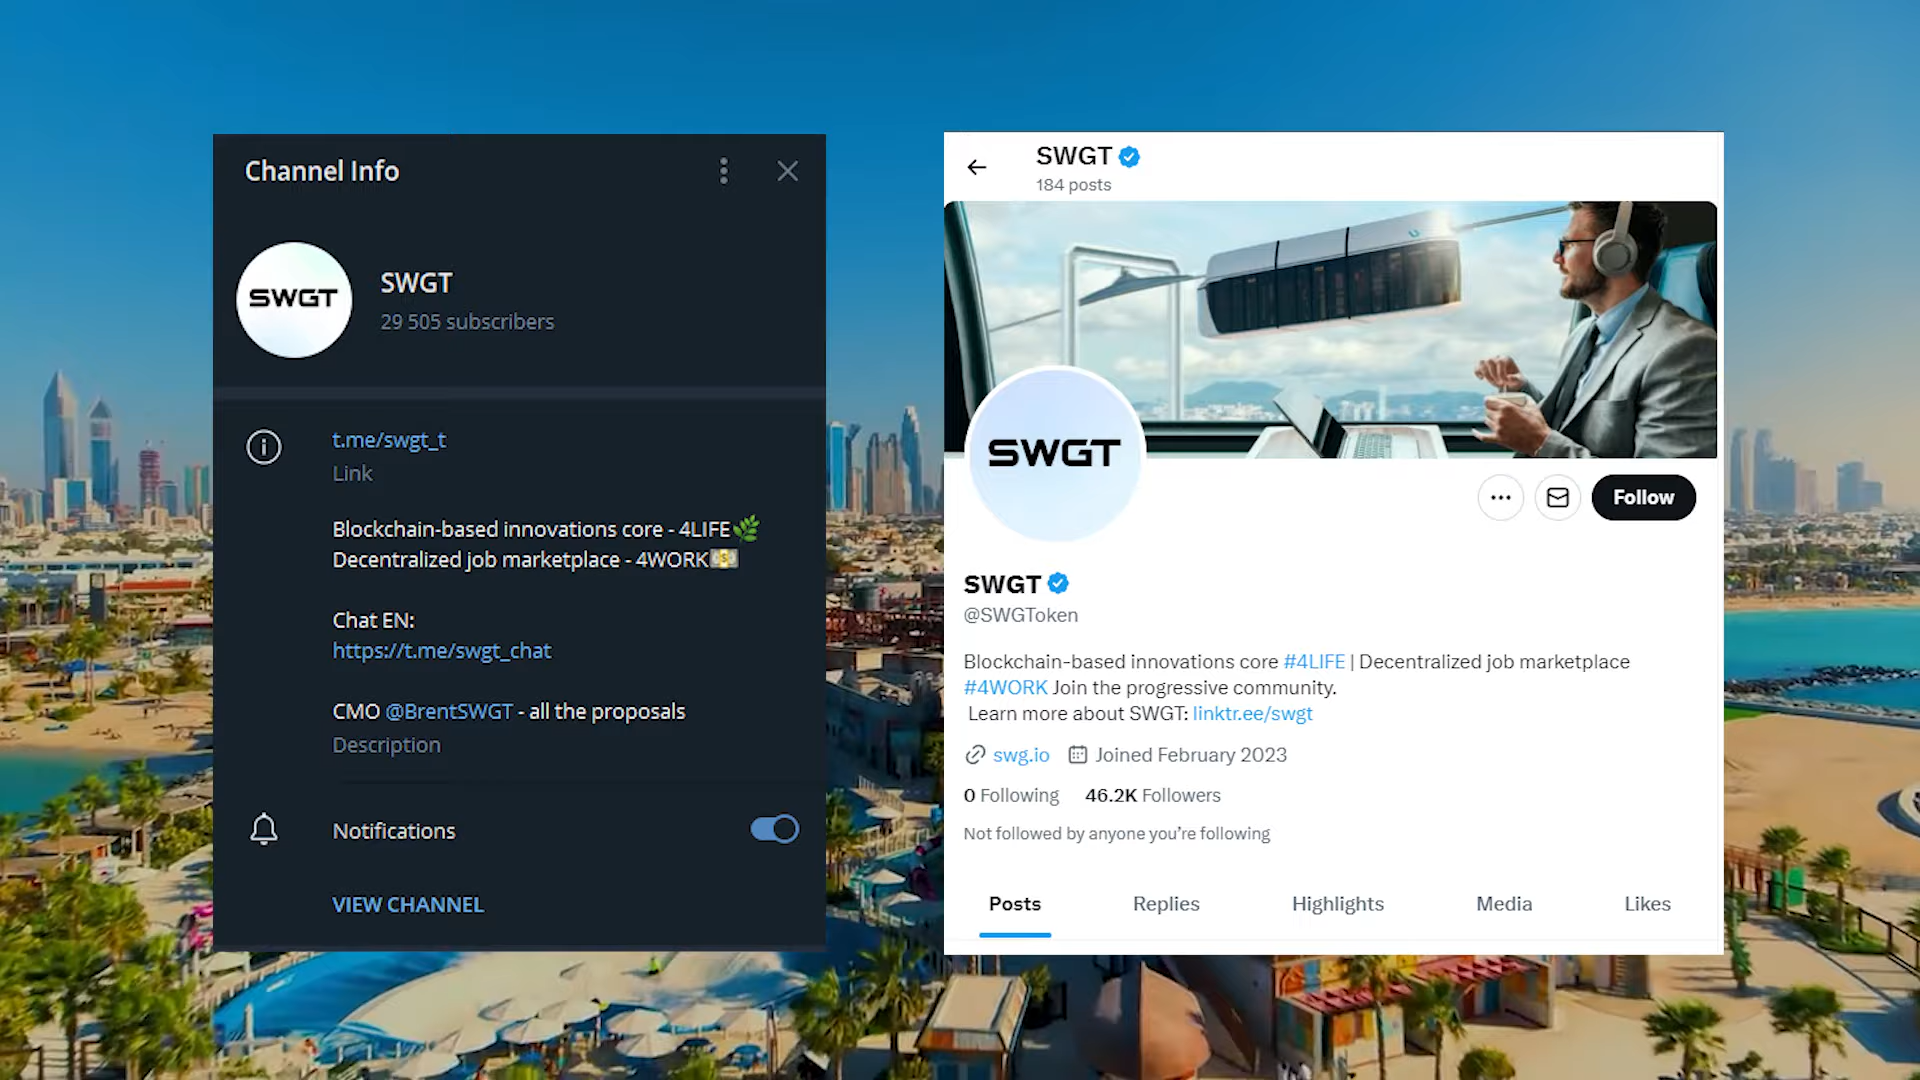 Channel Info
SWGT
SWGT
29 505 subscribers
t.me/swgt_t
Link
Blockchain-based innovations core - 4LIFE🌿
Decentralized job marketplace - 4WORK💴
Chat EN:
https://t.me/swgt_chat
CMO @BrentSWGT - all the proposals
Description
Notifications
VIEW CHANNEL
SWGT
184 posts
SWGT
Follow
SWGT
@SWGToken
Blockchain-based innovations core #4LIFE | Decentralized job marketplace
#4WORK Join the progressive community.
Learn more about SWGT: linktr.ee/swgt
swg.io Joined February 2023
0 Following 46.2K Followers
Not followed by anyone you’re following
Posts Replies Highlights Media Likes